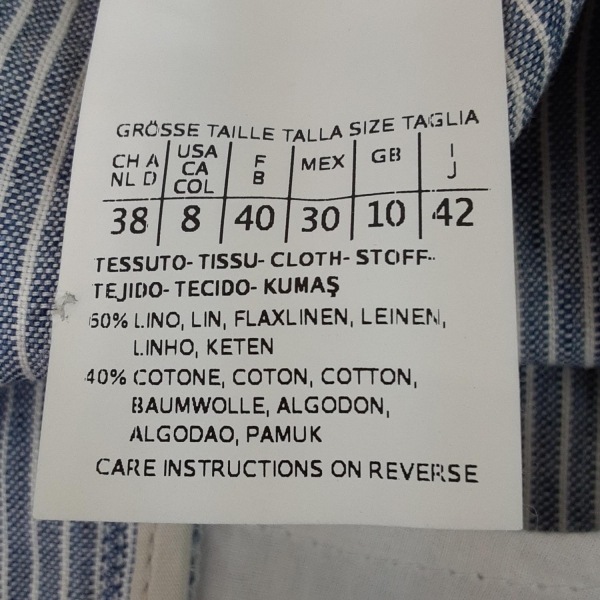 GRÖSSE TAILLE TALLA SIZE TAGLIA
CH A NL D | USA CA COL | F B | MEX | GB | I J
38 | 8 | 40 | 30 | 10 | 42
TESSUTO- TISSU- CLOTH- STOFF-
TEJIDO- TECIDO- KUMAŞ
60% LINO, LIN, FLAXLINEN, LEINEN,
LINHO, KETEN
40% COTONE, COTON, COTTON,
BAUMWOLLE, ALGODON,
ALGODAO, PAMUK
CARE INSTRUCTIONS ON REVERSE